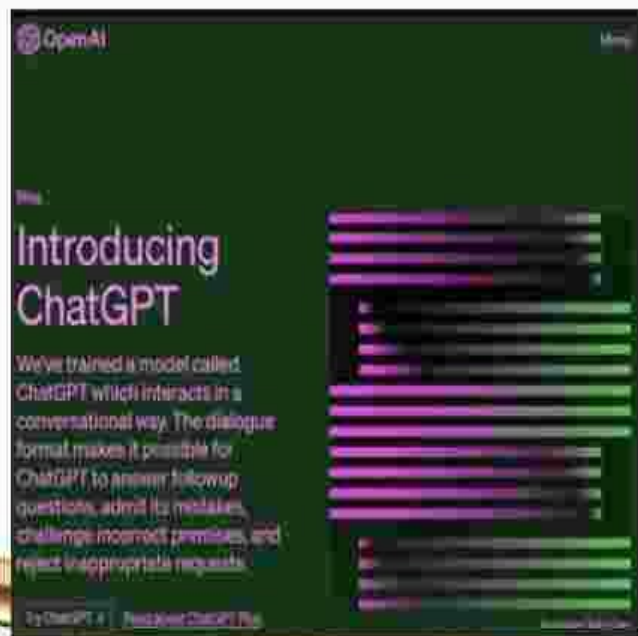 OpenAI
Menu
Blog
Introducing
ChatGPT
We've trained a model called
ChatGPT which interacts in a
conversational way. The dialogue
format makes it possible for
ChatGPT to answer followup
questions, admit its mistakes,
challenge incorrect premises, and
reject inappropriate requests.
Try ChatGPT
Read about ChatGPT Plus